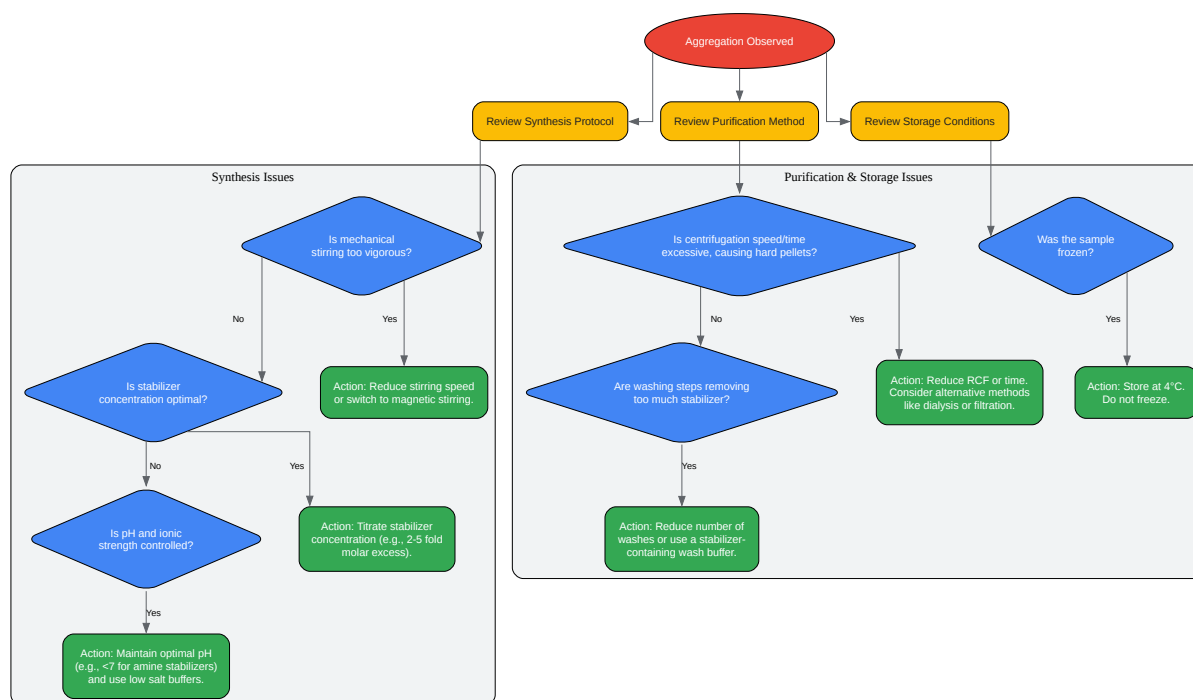 Aggregation Observed
Review Synthesis Protocol
Review Purification Method
Review Storage Conditions
Synthesis Issues
Purification & Storage Issues
Is mechanical
stirring too vigorous?
Is centrifugation speed/time
excessive, causing hard pellets?
Was the sample
frozen?
No
Yes
No
Yes
Yes
Is stabilizer
concentration optimal?
Action: Reduce stirring speed
or switch to magnetic stirring.
Are washing steps removing
too much stabilizer?
Action: Reduce RCF or time.
Consider alternative methods
like dialysis or filtration.
Action: Store at 4°C.
Do not freeze.
No
Yes
Yes
Is pH and ionic
strength controlled?
Action: Titrate stabilizer
concentration (e.g., 2-5 fold
molar excess).
Action: Reduce number of
washes or use a stabilizer-
containing wash buffer.
Yes
Action: Maintain optimal pH
(e.g., <7 for amine stabilizers)
and use low salt buffers.